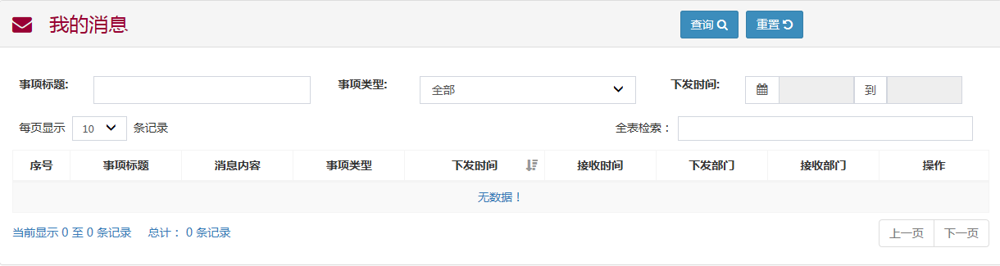 我的消息 查询 重置
事项标题: 事项类型: 全部 下发时间: 到
每页显示 10 条记录 全表检索：
序号 事项标题 消息内容 事项类型 下发时间 接收时间 下发部门 接收部门 操作
无数据！
当前显示 0 至 0 条记录 总计： 0 条记录 上一页 下一页